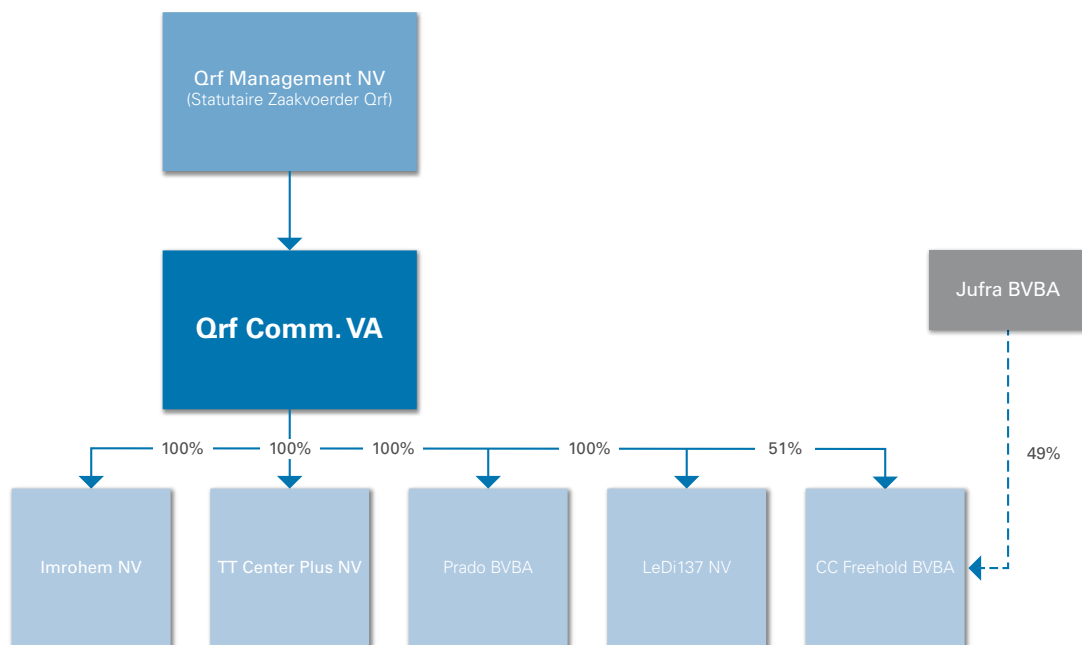 Qrf Management NV
(Statutaire Zaakvoerder Qrf)
Qrf Comm. VA
Jufra BVBA
100%
100%
100%
100%
51%
49%
Imrohem NV
TT Center Plus NV
Prado BVBA
LeDi137 NV
CC Freehold BVBA